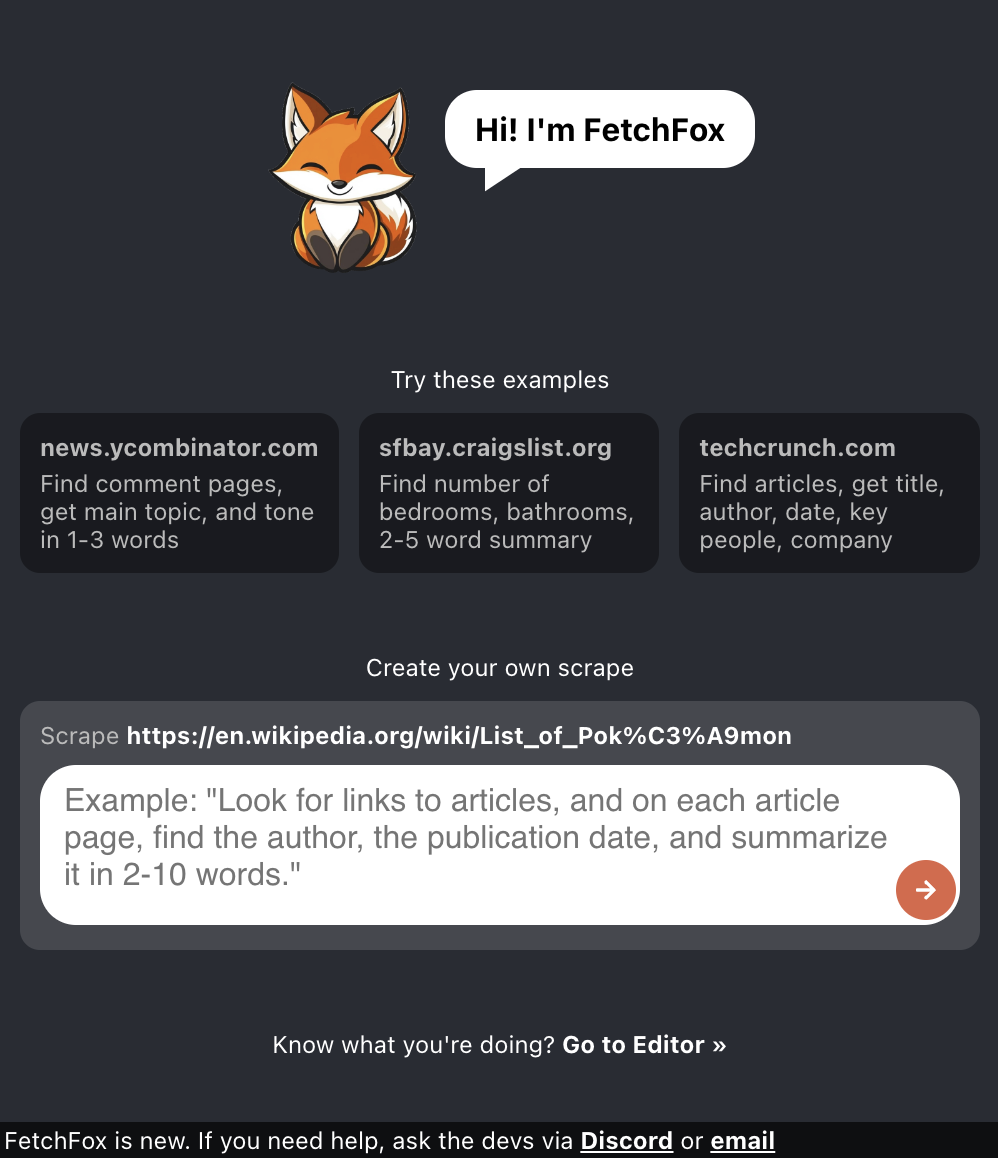 Hi! I'm FetchFox
Try these examples
news.ycombinator.com
Find comment pages,
get main topic, and tone
in 1-3 words
sfbay.craigslist.org
Find number of
bedrooms, bathrooms,
2-5 word summary
techcrunch.com
Find articles, get title,
author, date, key
people, company
Create your own scrape
Scrape https://en.wikipedia.org/wiki/List_of_Pok%C3%A9mon
Example: "Look for links to articles, and on each article
page, find the author, the publication date, and summarize
it in 2-10 words."
Know what you're doing? Go to Editor »
FetchFox is new. If you need help, ask the devs via Discord or email